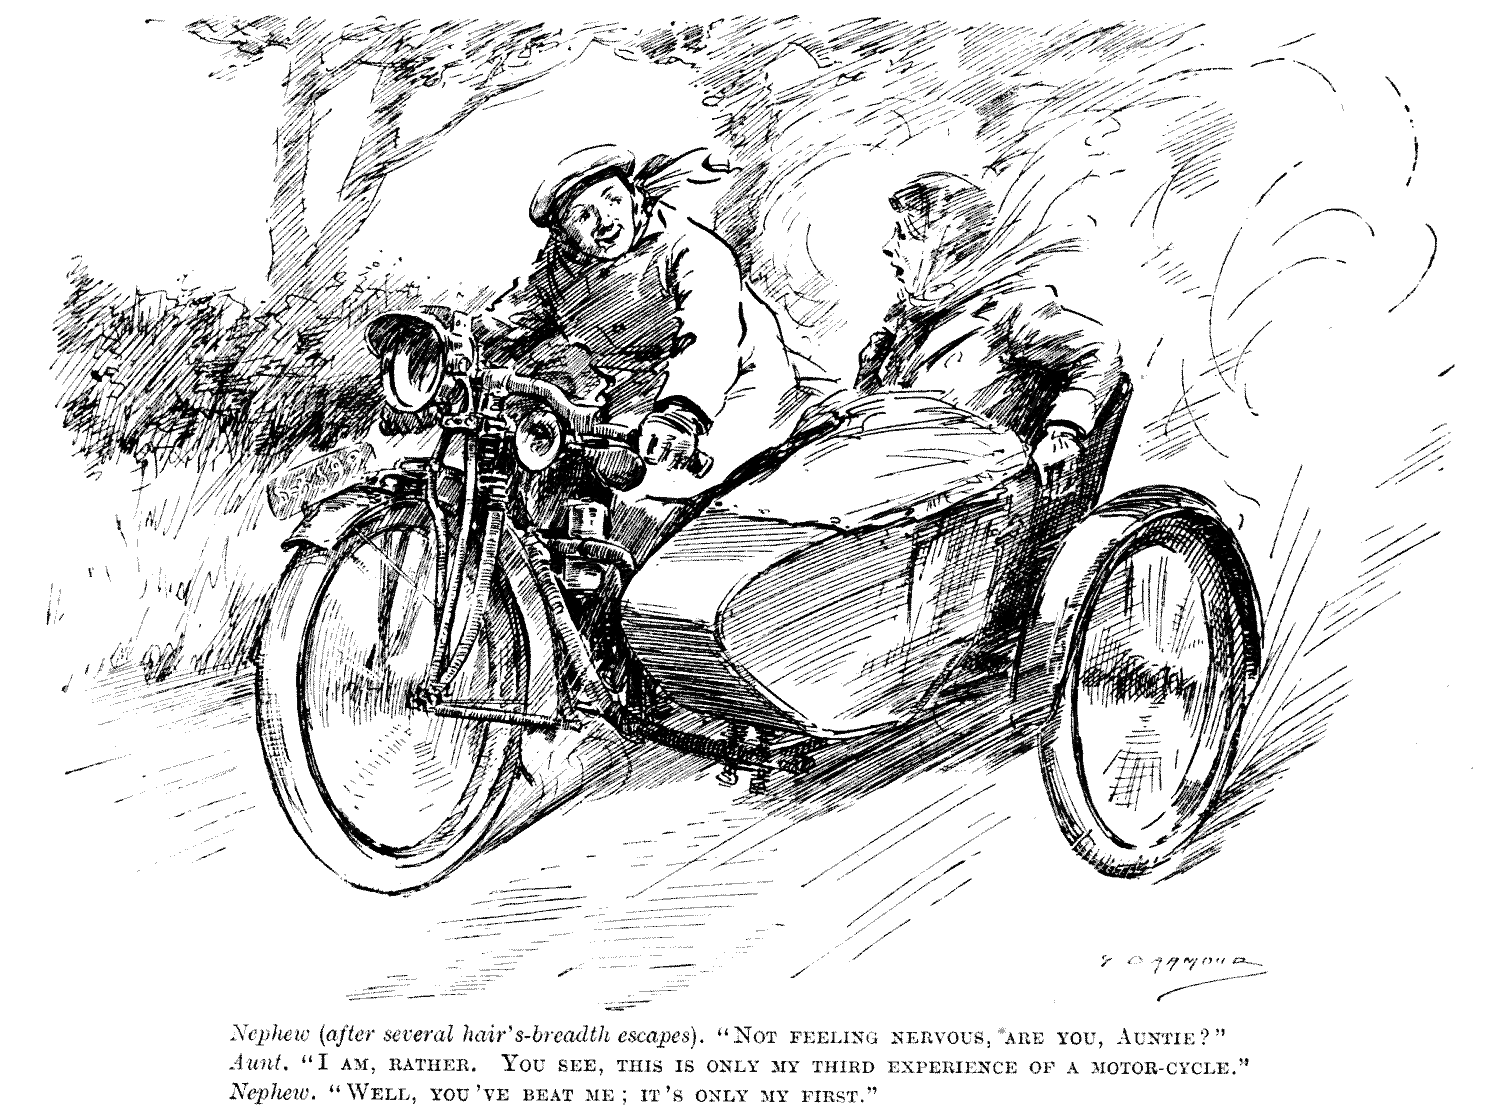 G D ARMOUR
Nephew (after several hair's-breadth escapes). "NOT FEELING NERVOUS, ARE YOU, AUNTIE?"
Aunt. "I AM, RATHER. YOU SEE, THIS IS ONLY MY THIRD EXPERIENCE OF A MOTOR-CYCLE."
Nephew. "WELL, YOU'VE BEAT ME; IT'S ONLY MY FIRST."